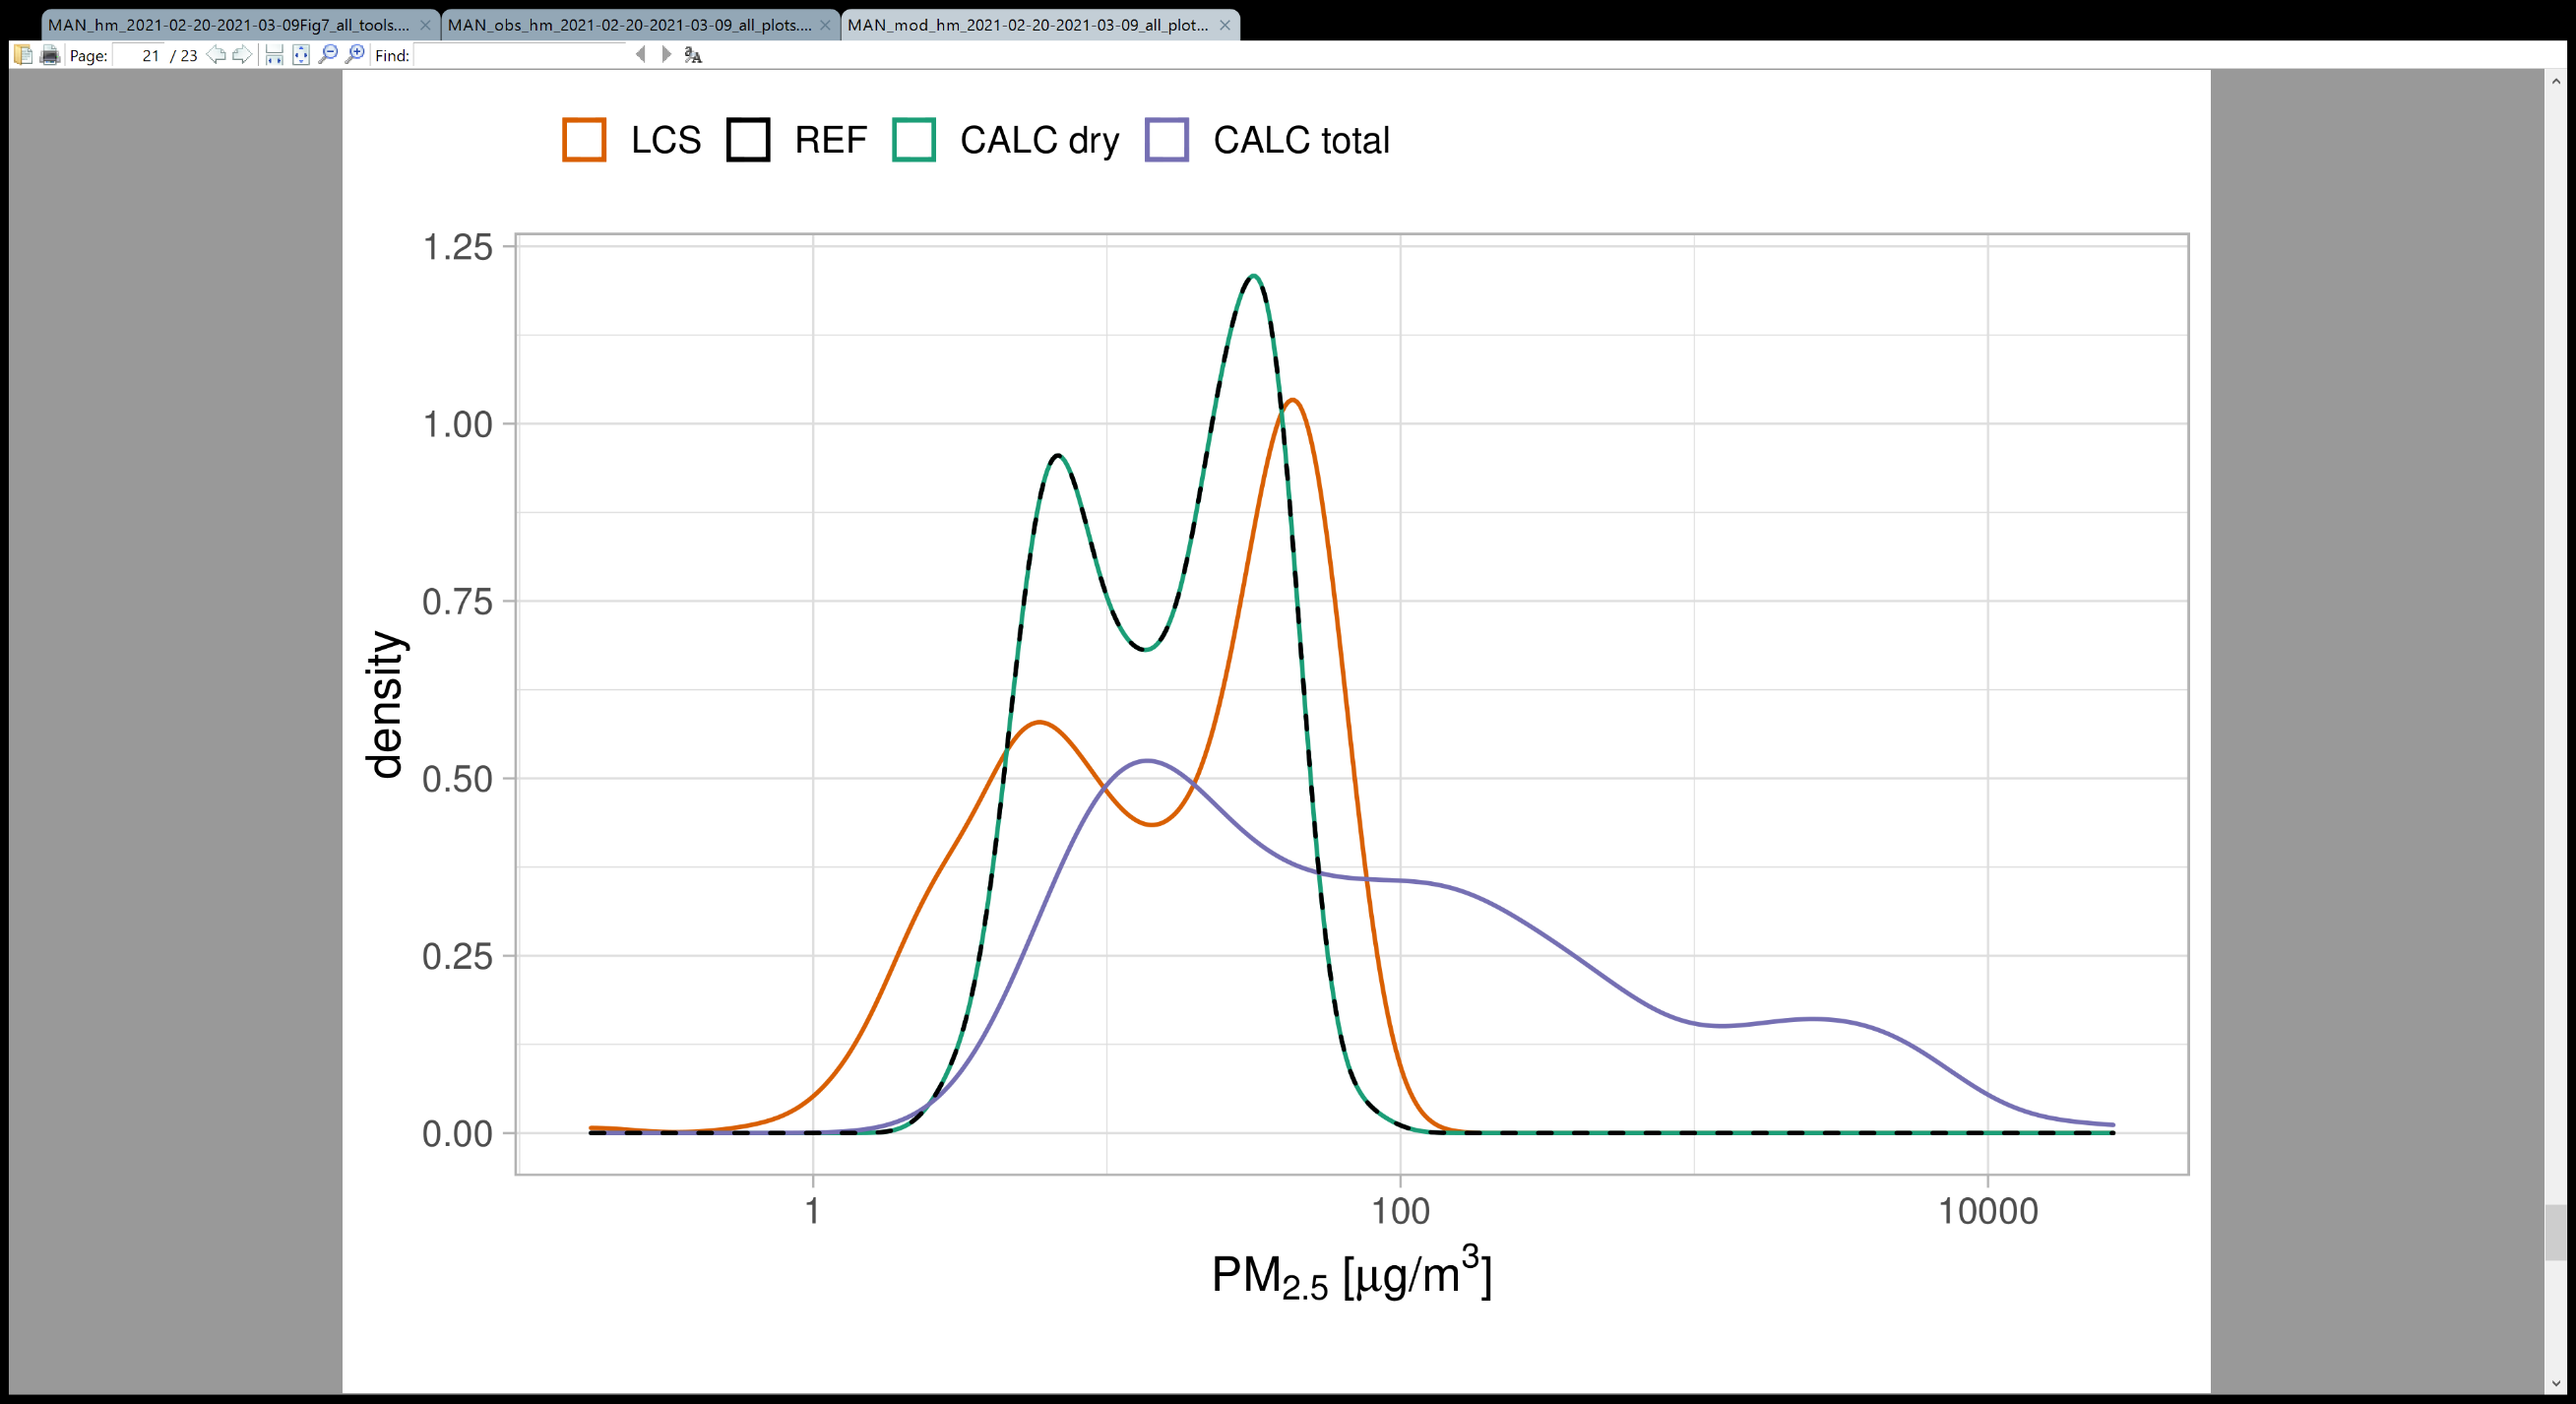 MAN_hm_2021-02-20-2021-03-09Fig7_all_tools.... MAN_obs_hm_2021-02-20-2021-03-09_all_plots.... MAN_mod_hm_2021-02-20-2021-03-09_all_plot...
Page: 21 / 23 Find:
LCS REF CALC dry CALC total
1.25
1.00
0.75
0.50
0.25
0.00
density
1 100 10000
PM2.5 [μg/m3]